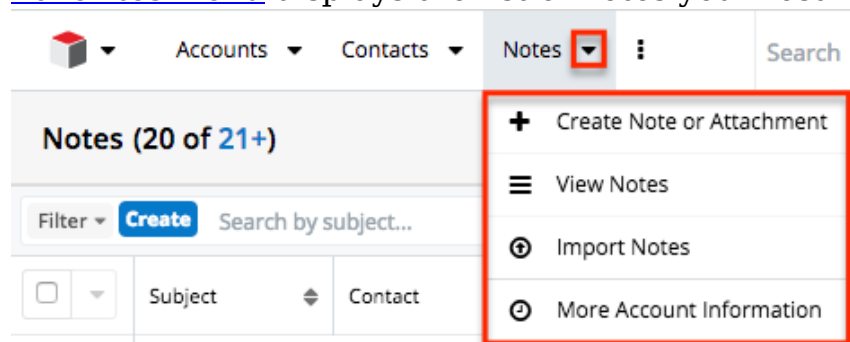 Accounts Contacts Notes Search
Notes (20 of 21+)
Create Note or Attachment
View Notes
Filter Create Search by subject...
Import Notes
Subject Contact
More Account Information